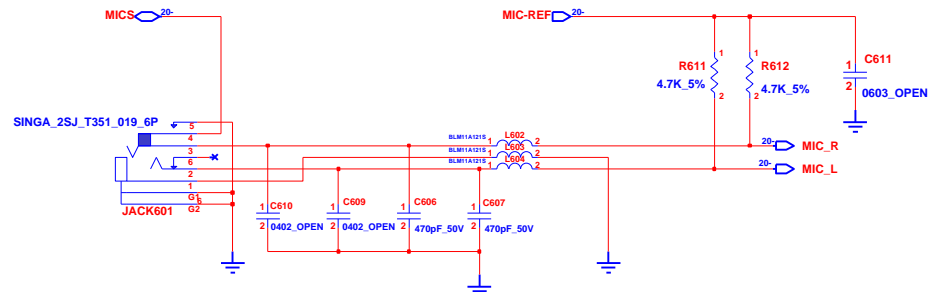 MICS 20-
MIC-REF 20-
R611 1 2 4.7K_5%
R612 1 2 4.7K_5%
C611 1 2 0603_OPEN
SINGA_2SJ_T351_019_6P
5
4
3
6
2
1
G1
G2
JACK601
BLM11A121S 1 L602 2
BLM11A121S 1 L603 2
BLM11A121S 1 L604 2
20- MIC_R
20- MIC_L
1 C610 2 0402_OPEN
1 C609 2 0402_OPEN
1 C606 2 470pF_50V
1 C607 2 470pF_50V